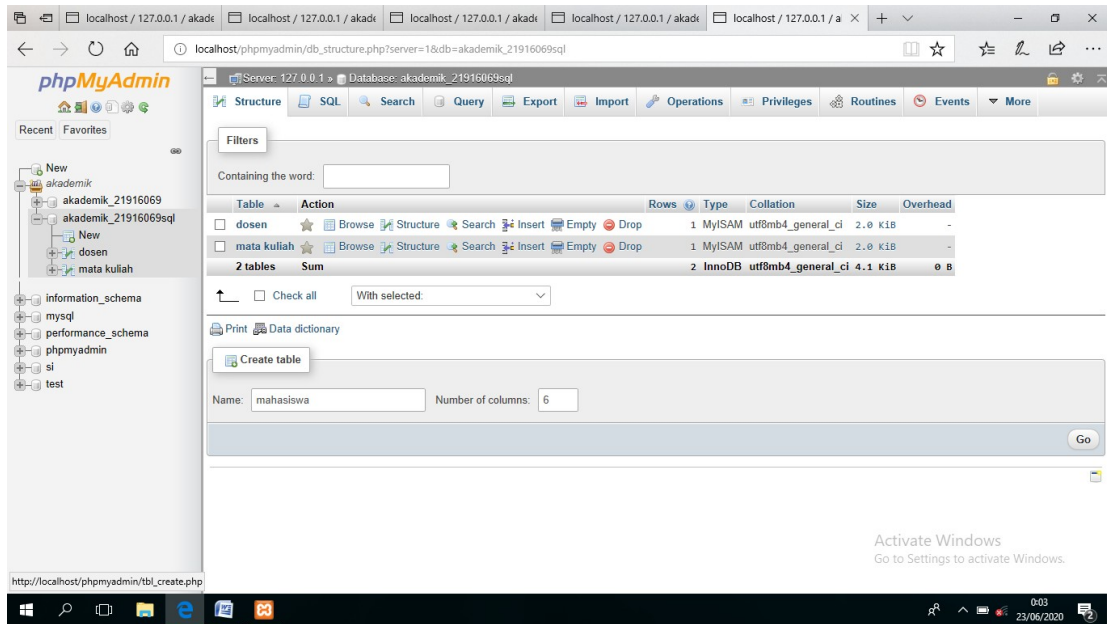 localhost / 127.0.0.1 / akade localhost / 127.0.0.1 / akade localhost / 127.0.0.1 / akade localhost / 127.0.0.1 / akade localhost / 127.0.0.1 / a
localhost/phpmyadmin/db_structure.php?server=1&db=akademik_21916069sql
phpMyAdmin
Recent Favorites
New
akademik
akademik_21916069
akademik_21916069sql
New
dosen
mata kuliah
information_schema
mysql
performance_schema
phpmyadmin
si
test
Server: 127.0.0.1 » Database: akademik_21916069sql
Structure SQL Search Query Export Import Operations Privileges Routines Events More
Filters
Containing the word:
Table Action Rows Type Collation Size Overhead
dosen Browse Structure Search Insert Empty Drop 1 MyISAM utf8mb4_general_ci 2.0 KiB -
mata kuliah Browse Structure Search Insert Empty Drop 1 MyISAM utf8mb4_general_ci 2.0 KiB -
2 tables Sum 2 InnoDB utf8mb4_general_ci 4.1 KiB 0 B
Check all With selected:
Print Data dictionary
Create table
Name: mahasiswa Number of columns: 6
Go
Activate Windows
Go to Settings to activate Windows.
http://localhost/phpmyadmin/tbl_create.php
0:03
23/06/2020